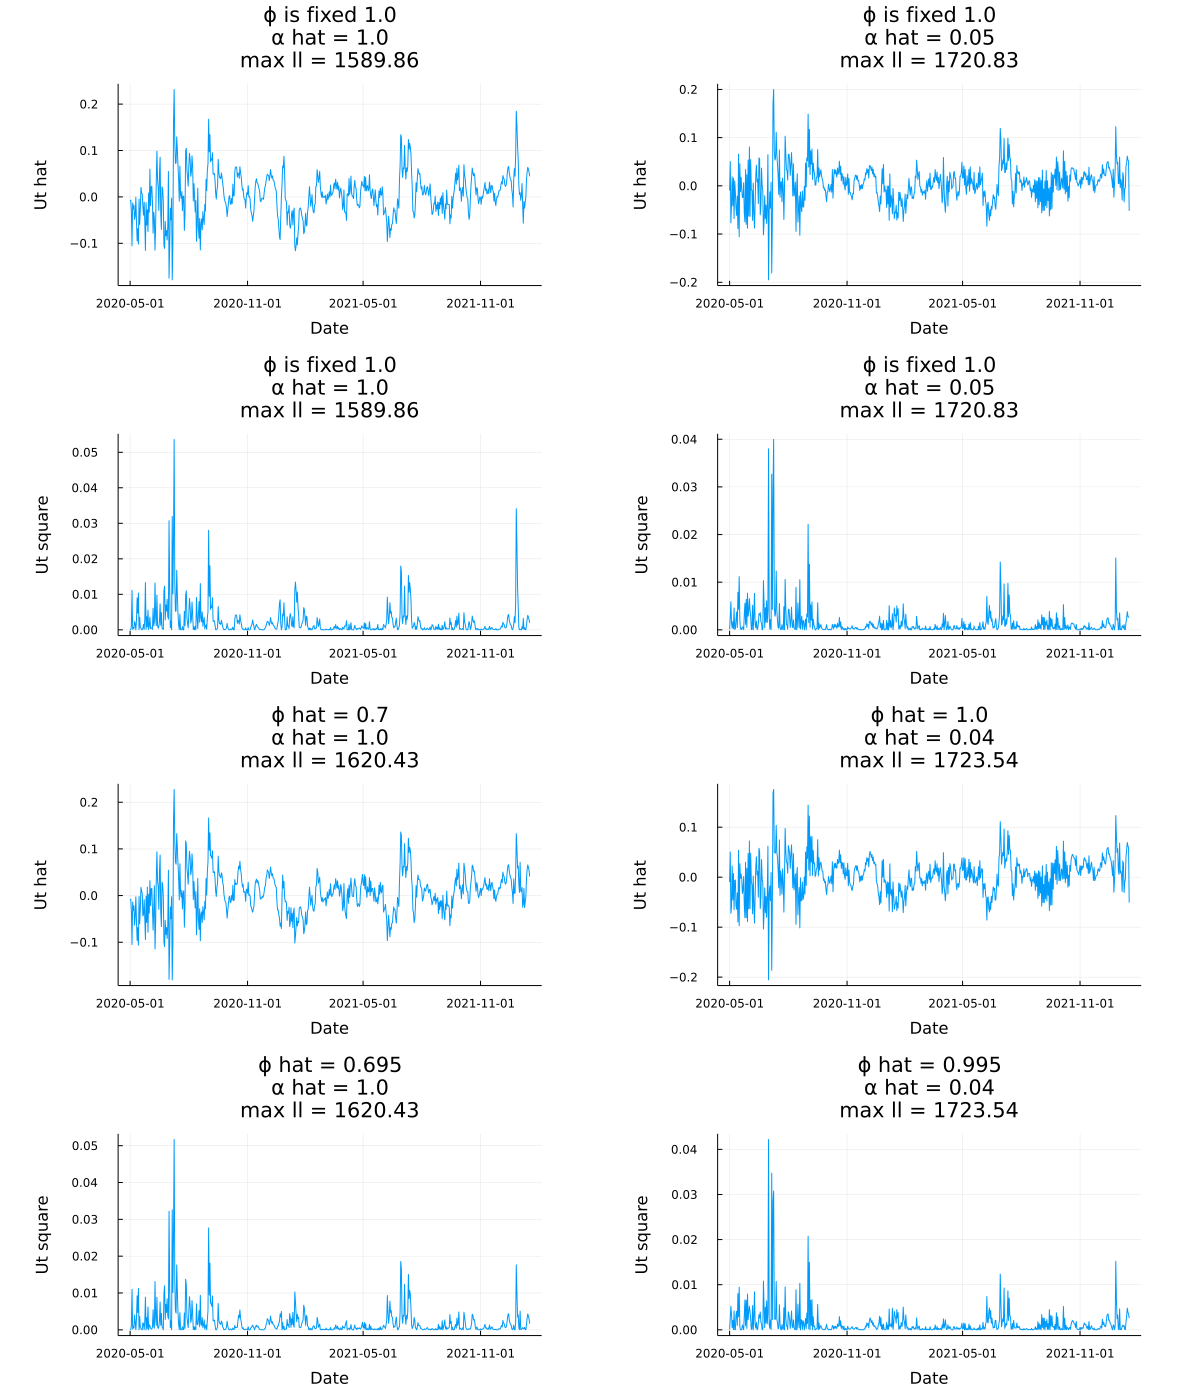 ϕ is fixed 1.0
α hat = 1.0
max ll = 1589.86
Ut hat
0.2
0.1
0.0
−0.1
2020-05-01
2020-11-01
2021-05-01
2021-11-01
Date
ϕ is fixed 1.0
α hat = 0.05
max ll = 1720.83
Ut hat
0.2
0.1
0.0
−0.1
−0.2
2020-05-01
2020-11-01
2021-05-01
2021-11-01
Date
ϕ is fixed 1.0
α hat = 1.0
max ll = 1589.86
Ut square
0.05
0.04
0.03
0.02
0.01
0.00
2020-05-01
2020-11-01
2021-05-01
2021-11-01
Date
ϕ is fixed 1.0
α hat = 0.05
max ll = 1720.83
Ut square
0.04
0.03
0.02
0.01
0.00
2020-05-01
2020-11-01
2021-05-01
2021-11-01
Date
ϕ hat = 0.7
α hat = 1.0
max ll = 1620.43
Ut hat
0.2
0.1
0.0
−0.1
2020-05-01
2020-11-01
2021-05-01
2021-11-01
Date
ϕ hat = 1.0
α hat = 0.04
max ll = 1723.54
Ut hat
0.1
0.0
−0.1
−0.2
2020-05-01
2020-11-01
2021-05-01
2021-11-01
Date
ϕ hat = 0.695
α hat = 1.0
max ll = 1620.43
Ut square
0.05
0.04
0.03
0.02
0.01
0.00
2020-05-01
2020-11-01
2021-05-01
2021-11-01
Date
ϕ hat = 0.995
α hat = 0.04
max ll = 1723.54
Ut square
0.04
0.03
0.02
0.01
0.00
2020-05-01
2020-11-01
2021-05-01
2021-11-01
Date